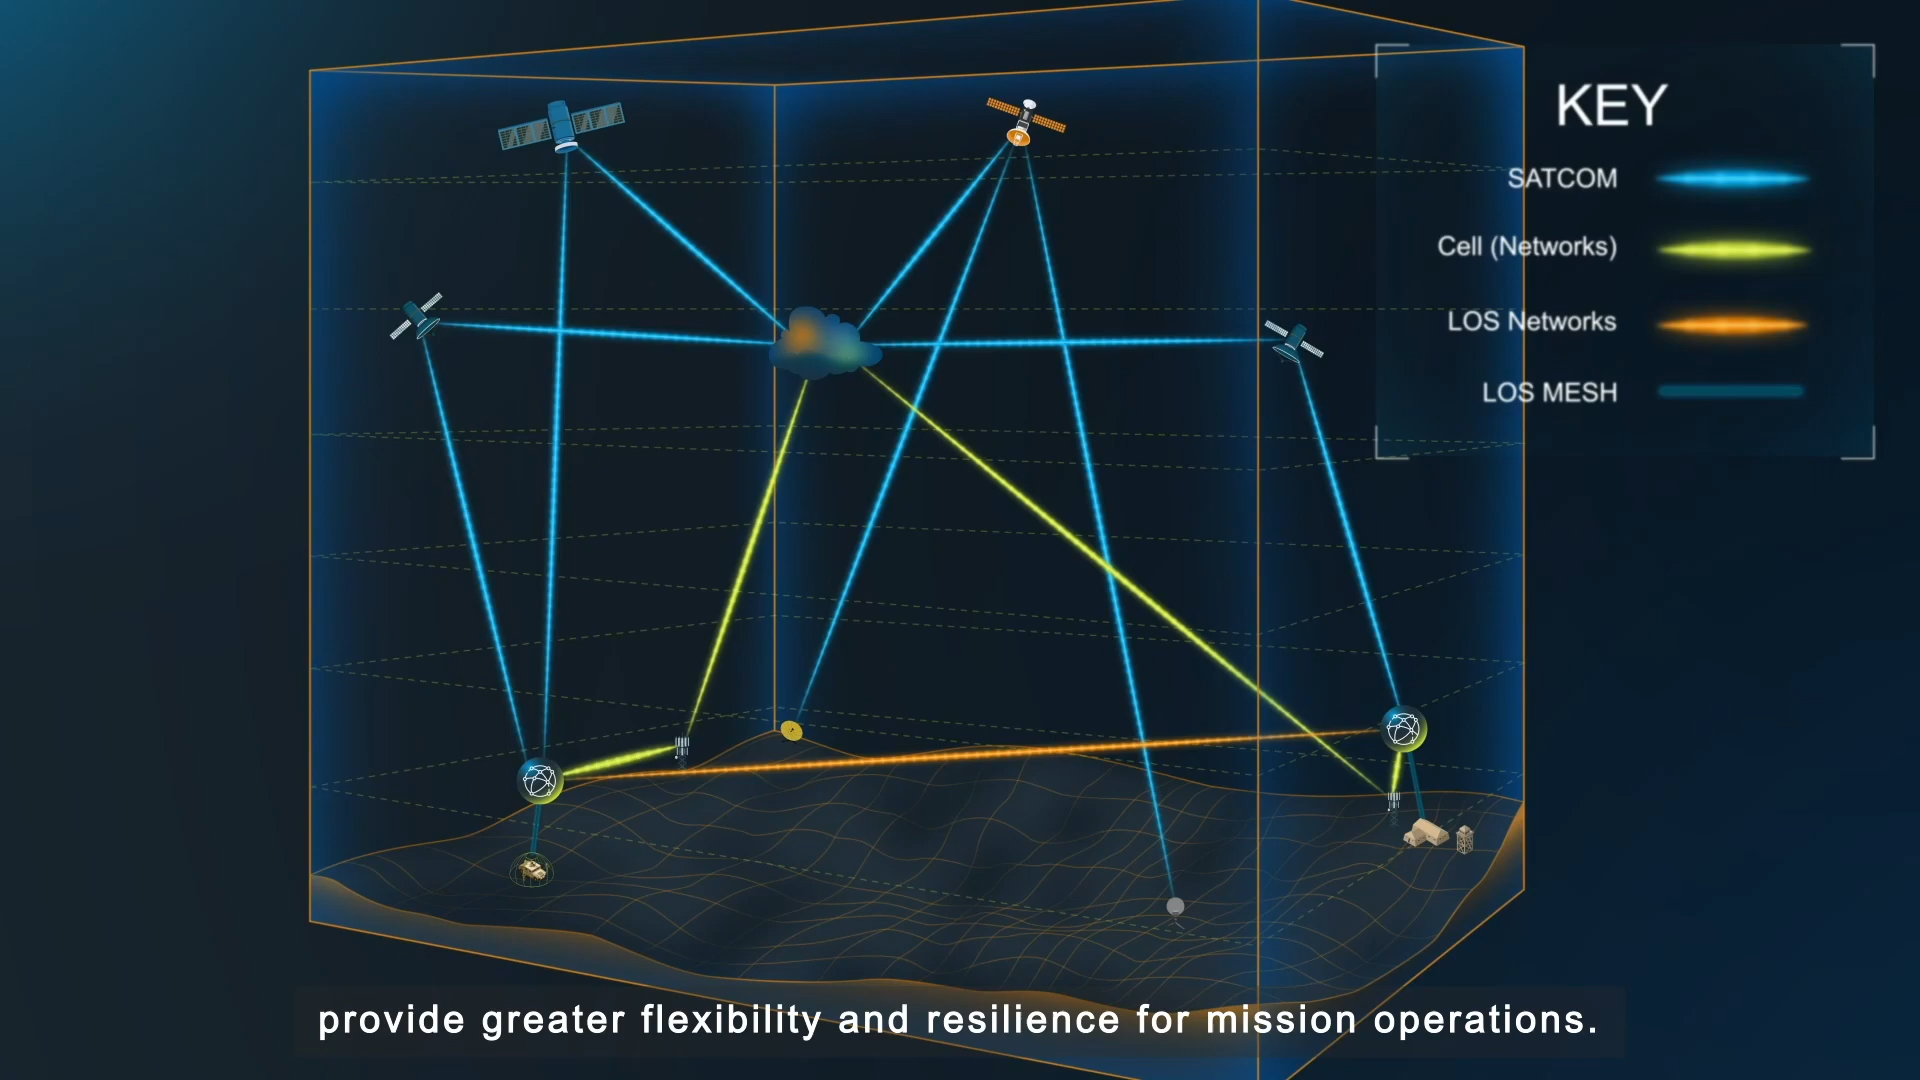 KEY
SATCOM
Cell (Networks)
LOS Networks
LOS MESH
provide greater flexibility and resilience for mission operations.